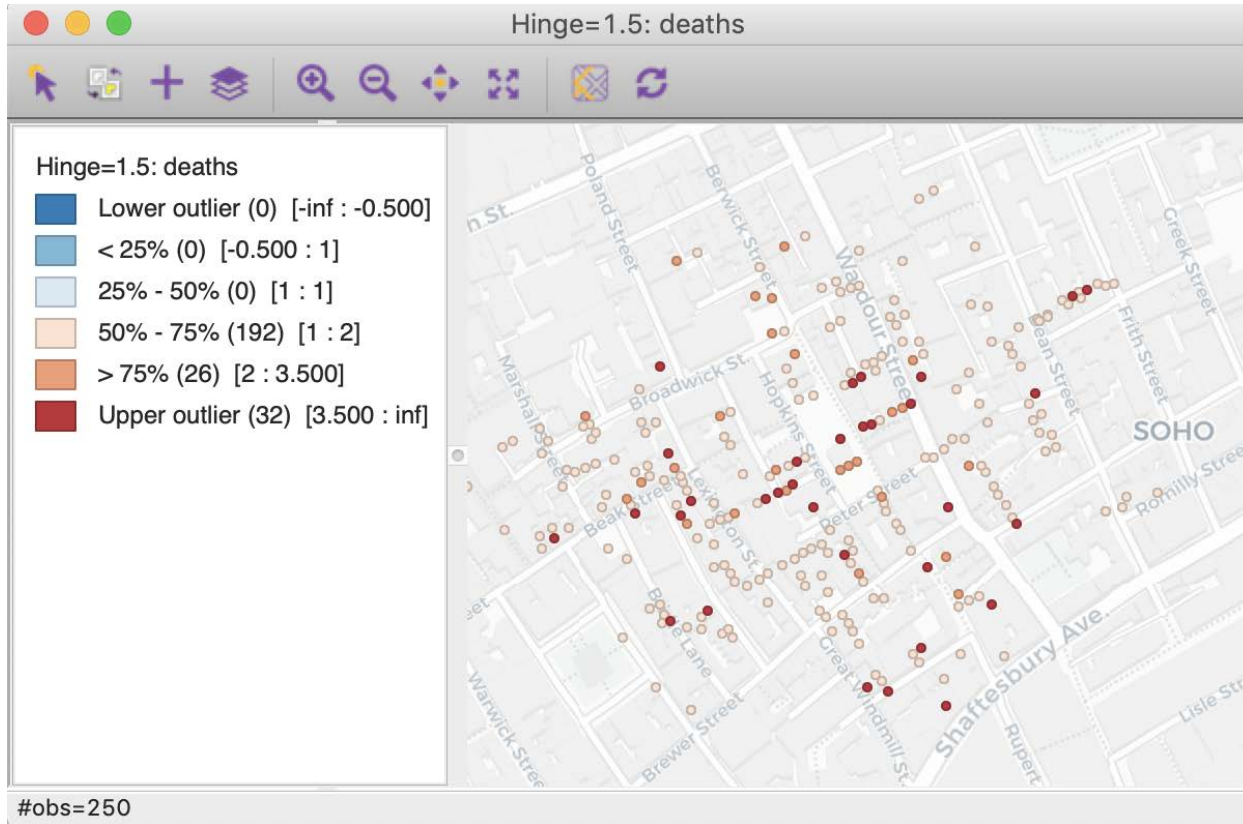 Hinge=1.5: deaths
Hinge=1.5: deaths
Lower outlier (0) [-inf : -0.500]
< 25% (0) [-0.500 : 1]
25% - 50% (0) [1 : 1]
50% - 75% (192) [1 : 2]
> 75% (26) [2 : 3.500]
Upper outlier (32) [3.500 : inf]
n St.
Poland Street
Berwick Street
Wardour Street
Greek Street
Dean Street
Frith Street
Marshall Street
Broadwick St.
Hopkins Street
SOHO
Romilly Stree
Beak Street
Lexington St.
Peter Street
eet
Bridle Lane
Great Windmill St.
Shaftesbury Ave.
Warwick Street
Brewer Street
Rupert
Lisle Str
#obs=250